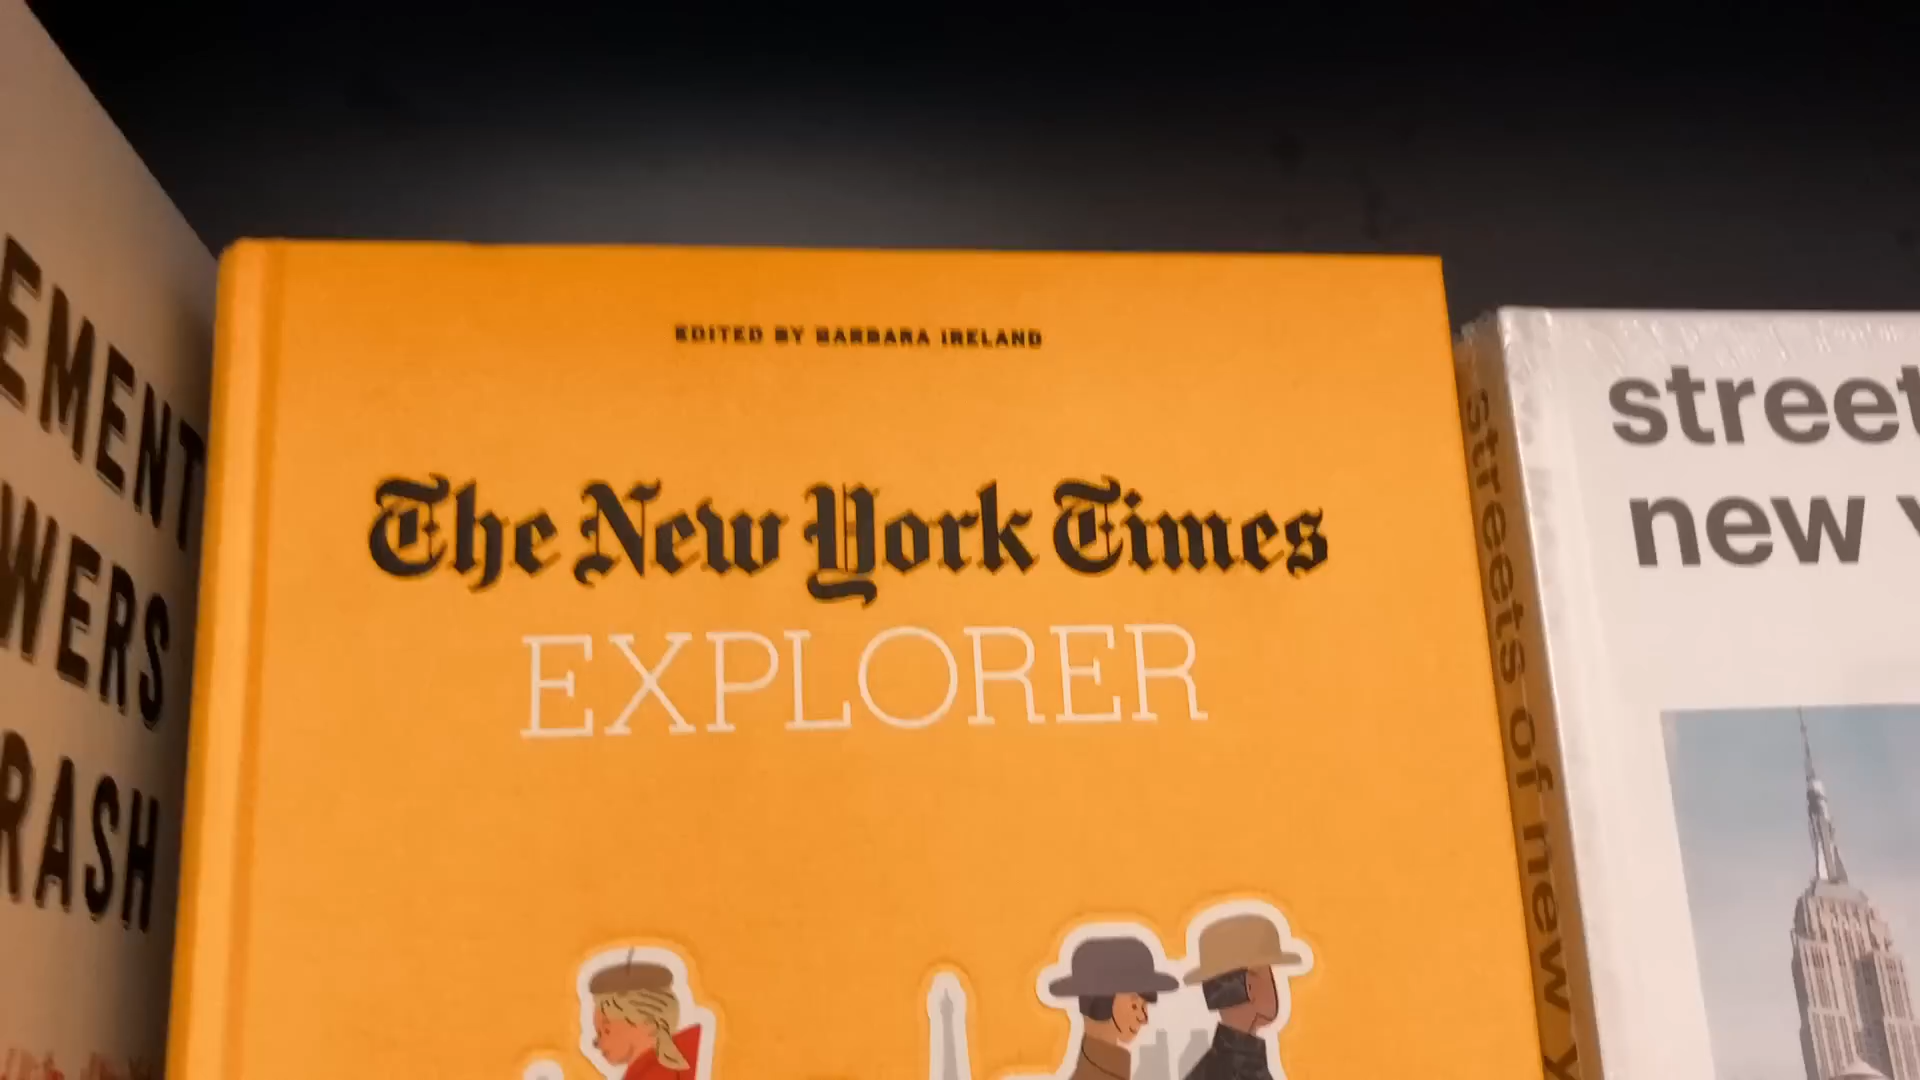 EMENT
WERS
RASH
EDITED BY BARBARA IRELAND
The New York Times
EXPLORER
streets of new y
street
new y